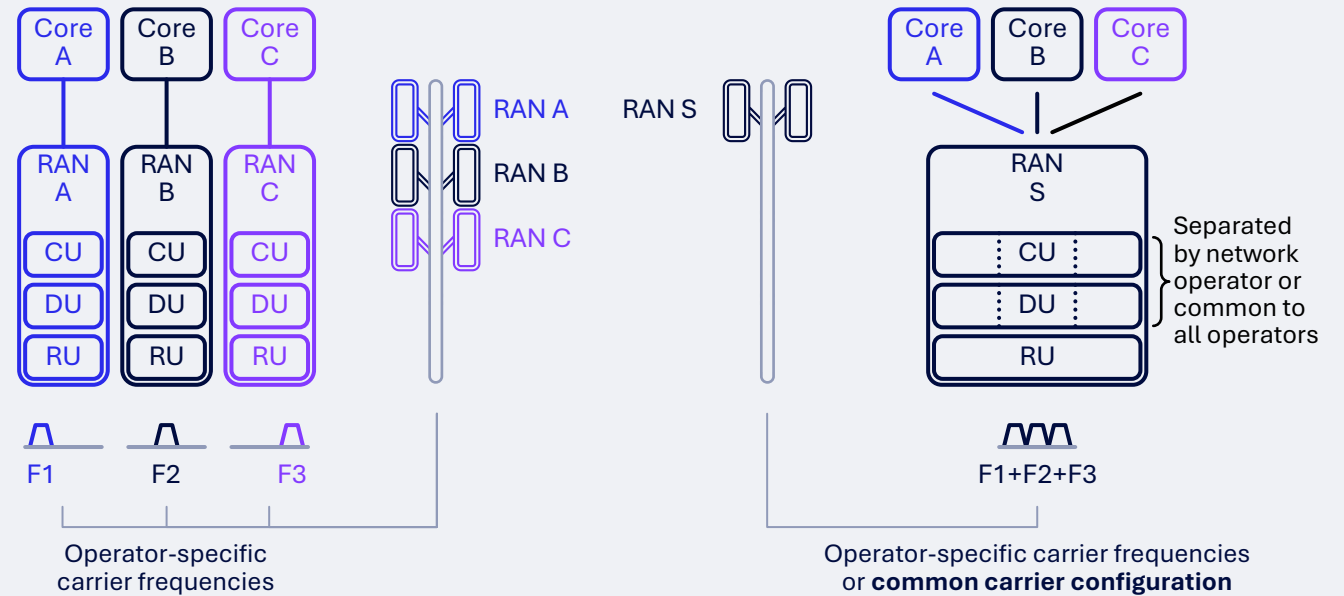 Core
A
Core
B
Core
C
RAN
A
CU
DU
RU
RAN
B
CU
DU
RU
RAN
C
CU
DU
RU
F1
F2
F3
RAN A
RAN B
RAN C
Operator-specific
carrier frequencies
RAN S
Core
A
Core
B
Core
C
RAN
S
CU
DU
RU
Separated
by network
operator or
common to
all operators
F1+F2+F3
Operator-specific carrier frequencies
or common carrier configuration